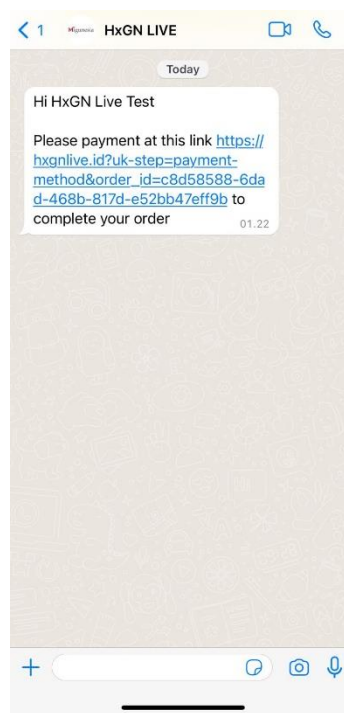 1 HxGN LIVE
Today
Hi HxGN Live Test
Please payment at this link https://
hxgnlive.id?uk-step=payment-
method&order_id=c8d58588-6da
d-468b-817d-e52bb47eff9b to
complete your order
01.22